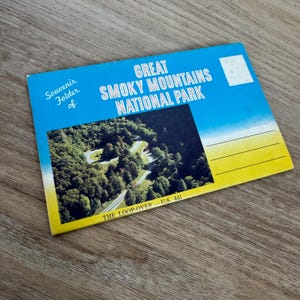 Souvenir
Folder
of
GREAT
SMOKY MOUNTAINS
NATIONAL PARK
THE LOOP-OVER — U.S. 441